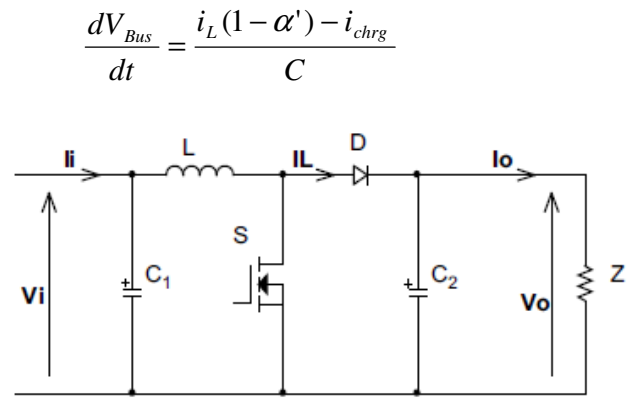 dV_Bus / dt = i_L(1 − α') − i_chrg / C
L
D
Ii
IL
Io
S
C1
C2
Z
Vi
Vo